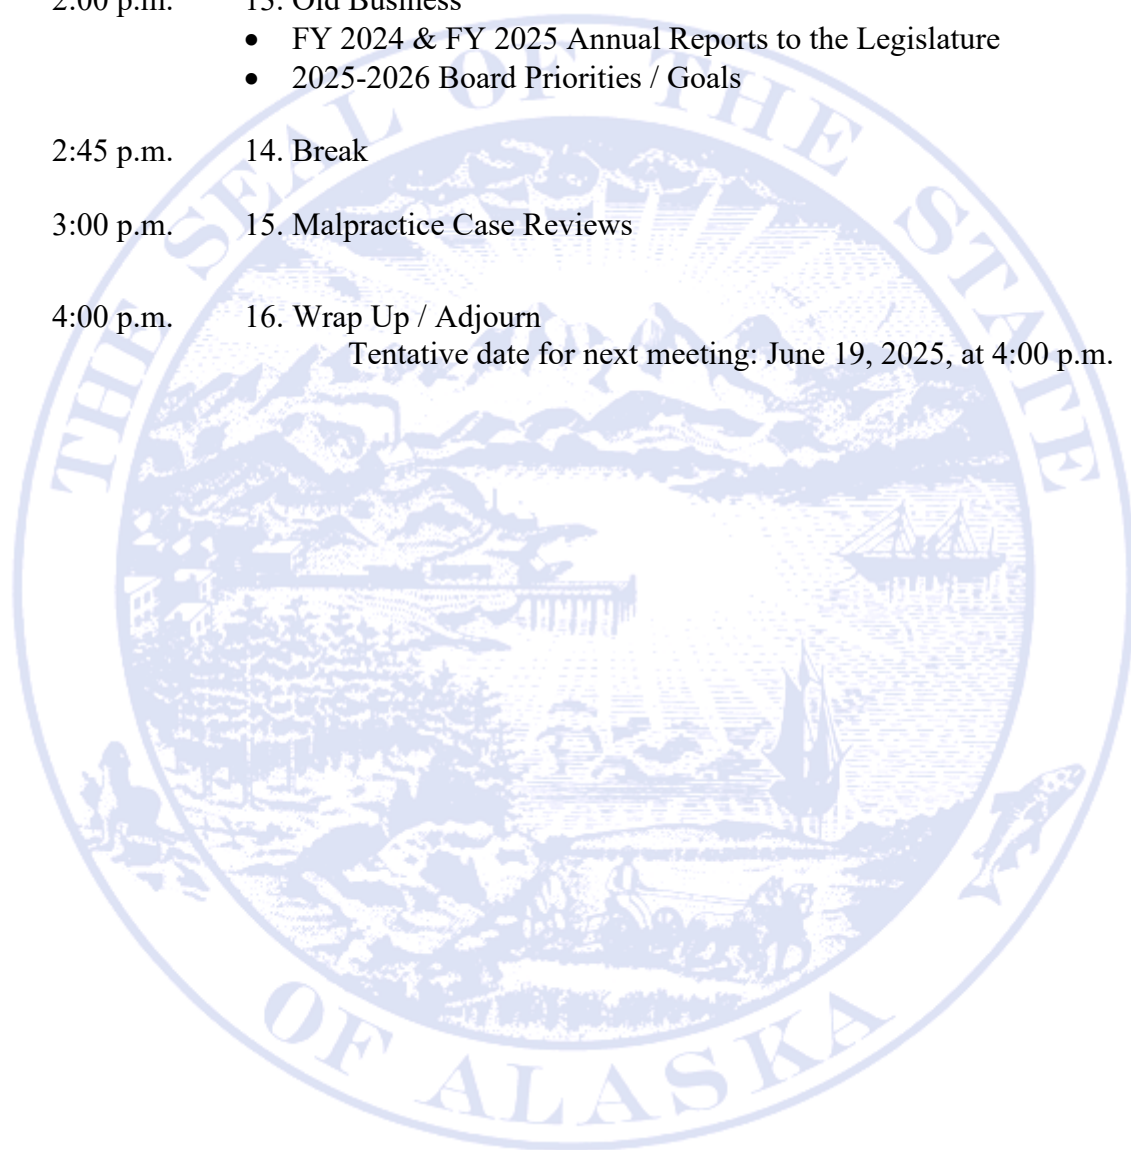 2:00 p.m. 13. Old Business
• FY 2024 & FY 2025 Annual Reports to the Legislature
• 2025-2026 Board Priorities / Goals
2:45 p.m. 14. Break
3:00 p.m. 15. Malpractice Case Reviews
4:00 p.m. 16. Wrap Up / Adjourn
Tentative date for next meeting: June 19, 2025, at 4:00 p.m.
THE SEAL OF THE STATE
OF ALASKA